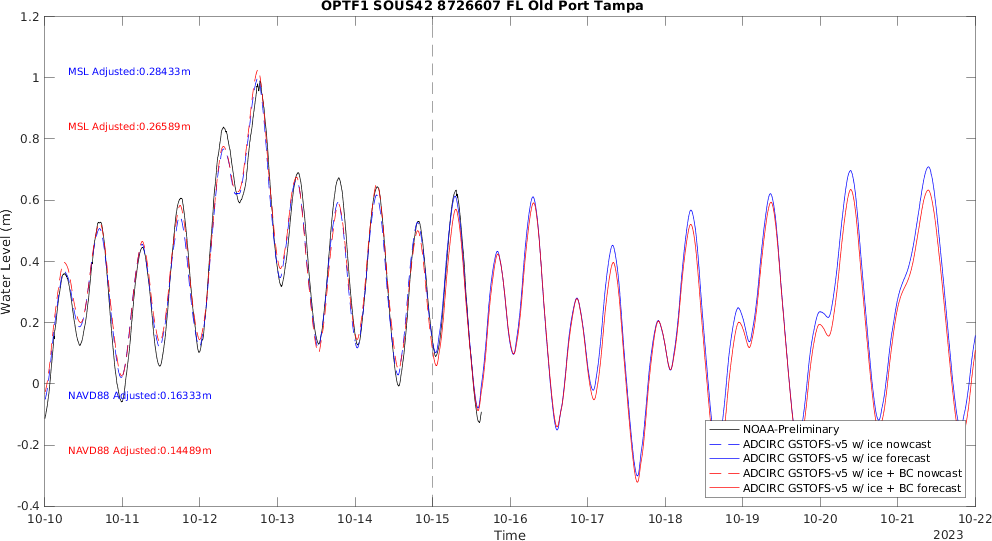 OPTF1 SOUS42 8726607 FL Old Port Tampa
1.2
1
0.8
0.6
0.4
0.2
0
-0.2
-0.4
Water Level (m)
MSL Adjusted:0.28433m
MSL Adjusted:0.26589m
NAVD88 Adjusted:0.16333m
NAVD88 Adjusted:0.14489m
NOAA-Preliminary
ADCIRC GSTOFS-v5 w/ ice nowcast
ADCIRC GSTOFS-v5 w/ ice forecast
ADCIRC GSTOFS-v5 w/ ice + BC nowcast
ADCIRC GSTOFS-v5 w/ ice + BC forecast
10-10 10-11 10-12 10-13 10-14 10-15 10-16 10-17 10-18 10-19 10-20 10-21 10-22
Time
2023